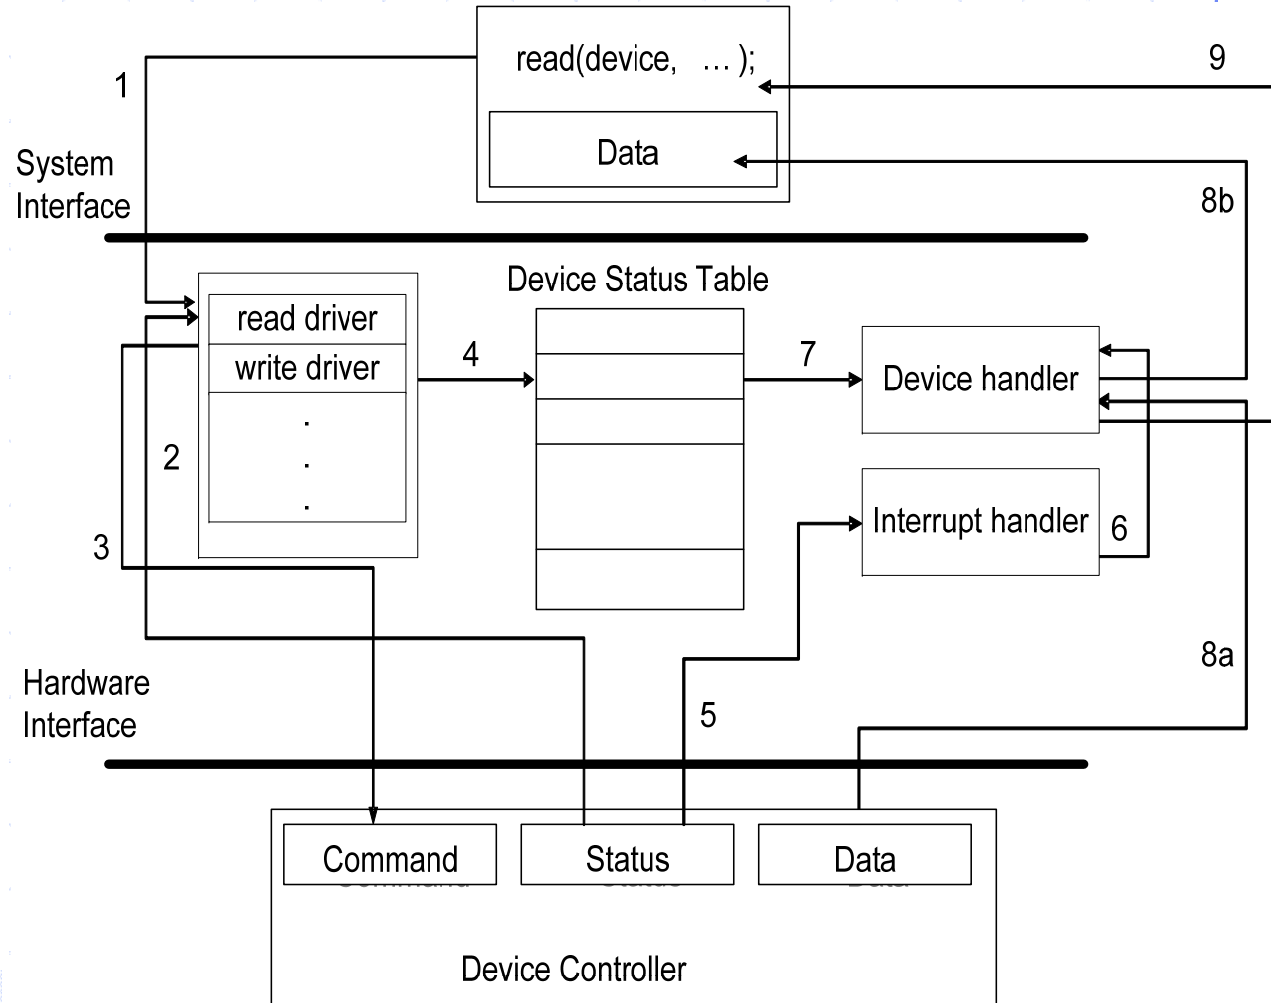 read(device, … );
9
1
Data
System
Interface
8b
Device Status Table
read driver
write driver
.
.
.
4
7
Device handler
2
3
Interrupt handler
6
8a
Hardware
Interface
5
Command
Status
Data
Device Controller